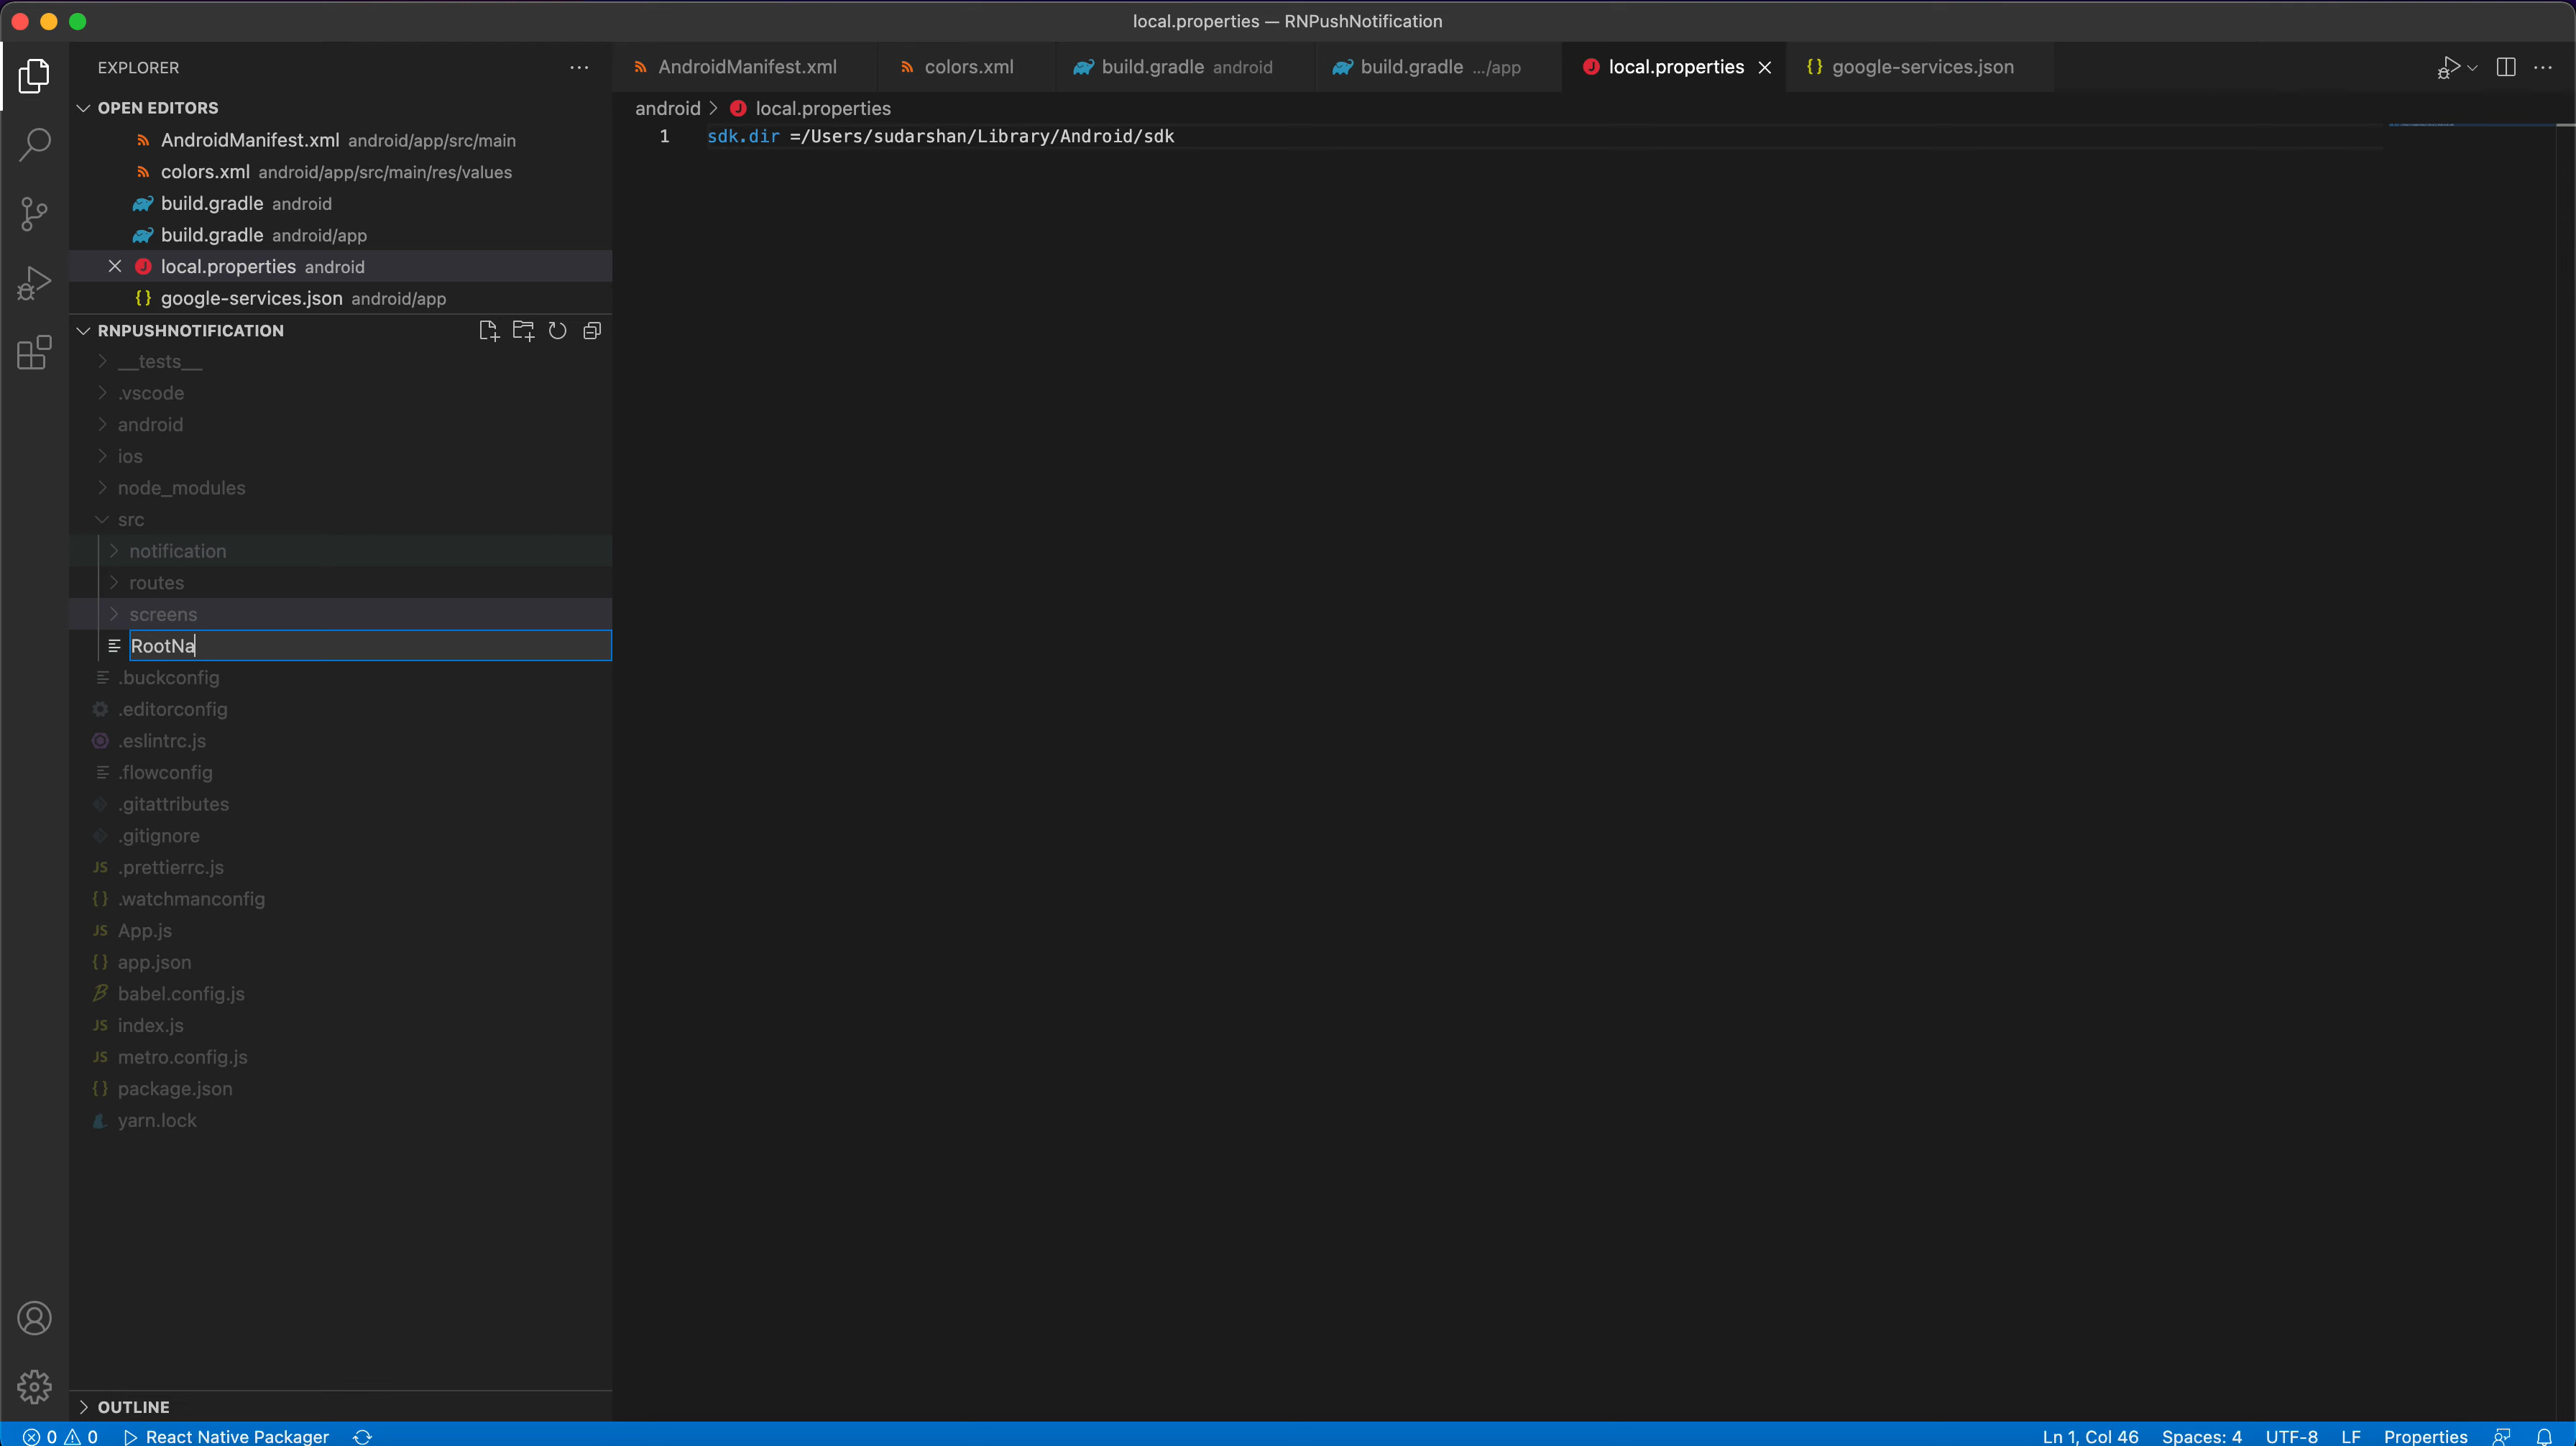 local.properties — RNPushNotification
EXPLORER
OPEN EDITORS
AndroidManifest.xml android/app/src/main
colors.xml android/app/src/main/res/values
build.gradle android
build.gradle android/app
local.properties android
google-services.json android/app
RNPUSHNOTIFICATION
__tests__
.vscode
android
ios
node_modules
src
notification
routes
screens
RootNa
.buckconfig
.editorconfig
.eslintrc.js
.flowconfig
.gitattributes
.gitignore
JS .prettierrc.js
{} .watchmanconfig
JS App.js
{} app.json
babel.config.js
JS index.js
JS metro.config.js
{} package.json
yarn.lock
OUTLINE
AndroidManifest.xml colors.xml build.gradle android build.gradle .../app local.properties {} google-services.json
android > local.properties
1 sdk.dir =/Users/sudarshan/Library/Android/sdk
0 0 React Native Packager Ln 1, Col 46 Spaces: 4 UTF-8 LF Properties